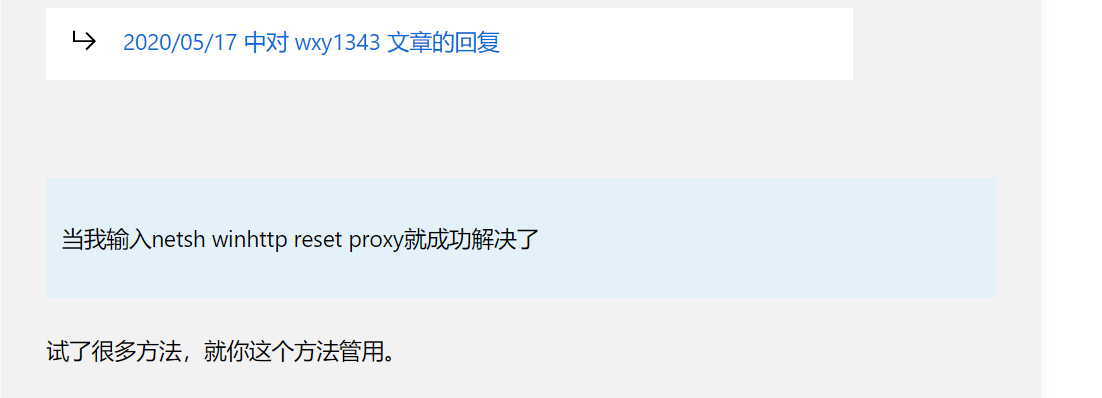 2020/05/17 中对 wxy1343 文章的回复
当我输入netsh winhttp reset proxy就成功解决了
试了很多方法，就你这个方法管用。